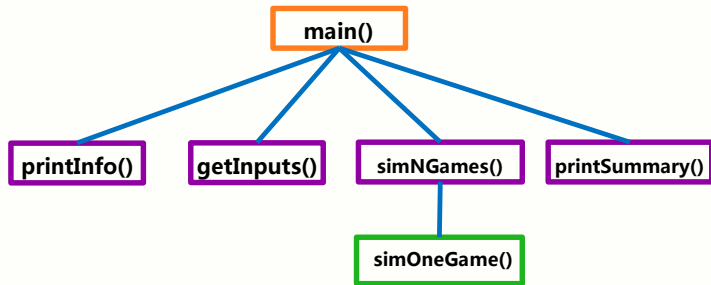 main()
printInfo()
getInputs()
simNGames()
printSummary()
simOneGame()